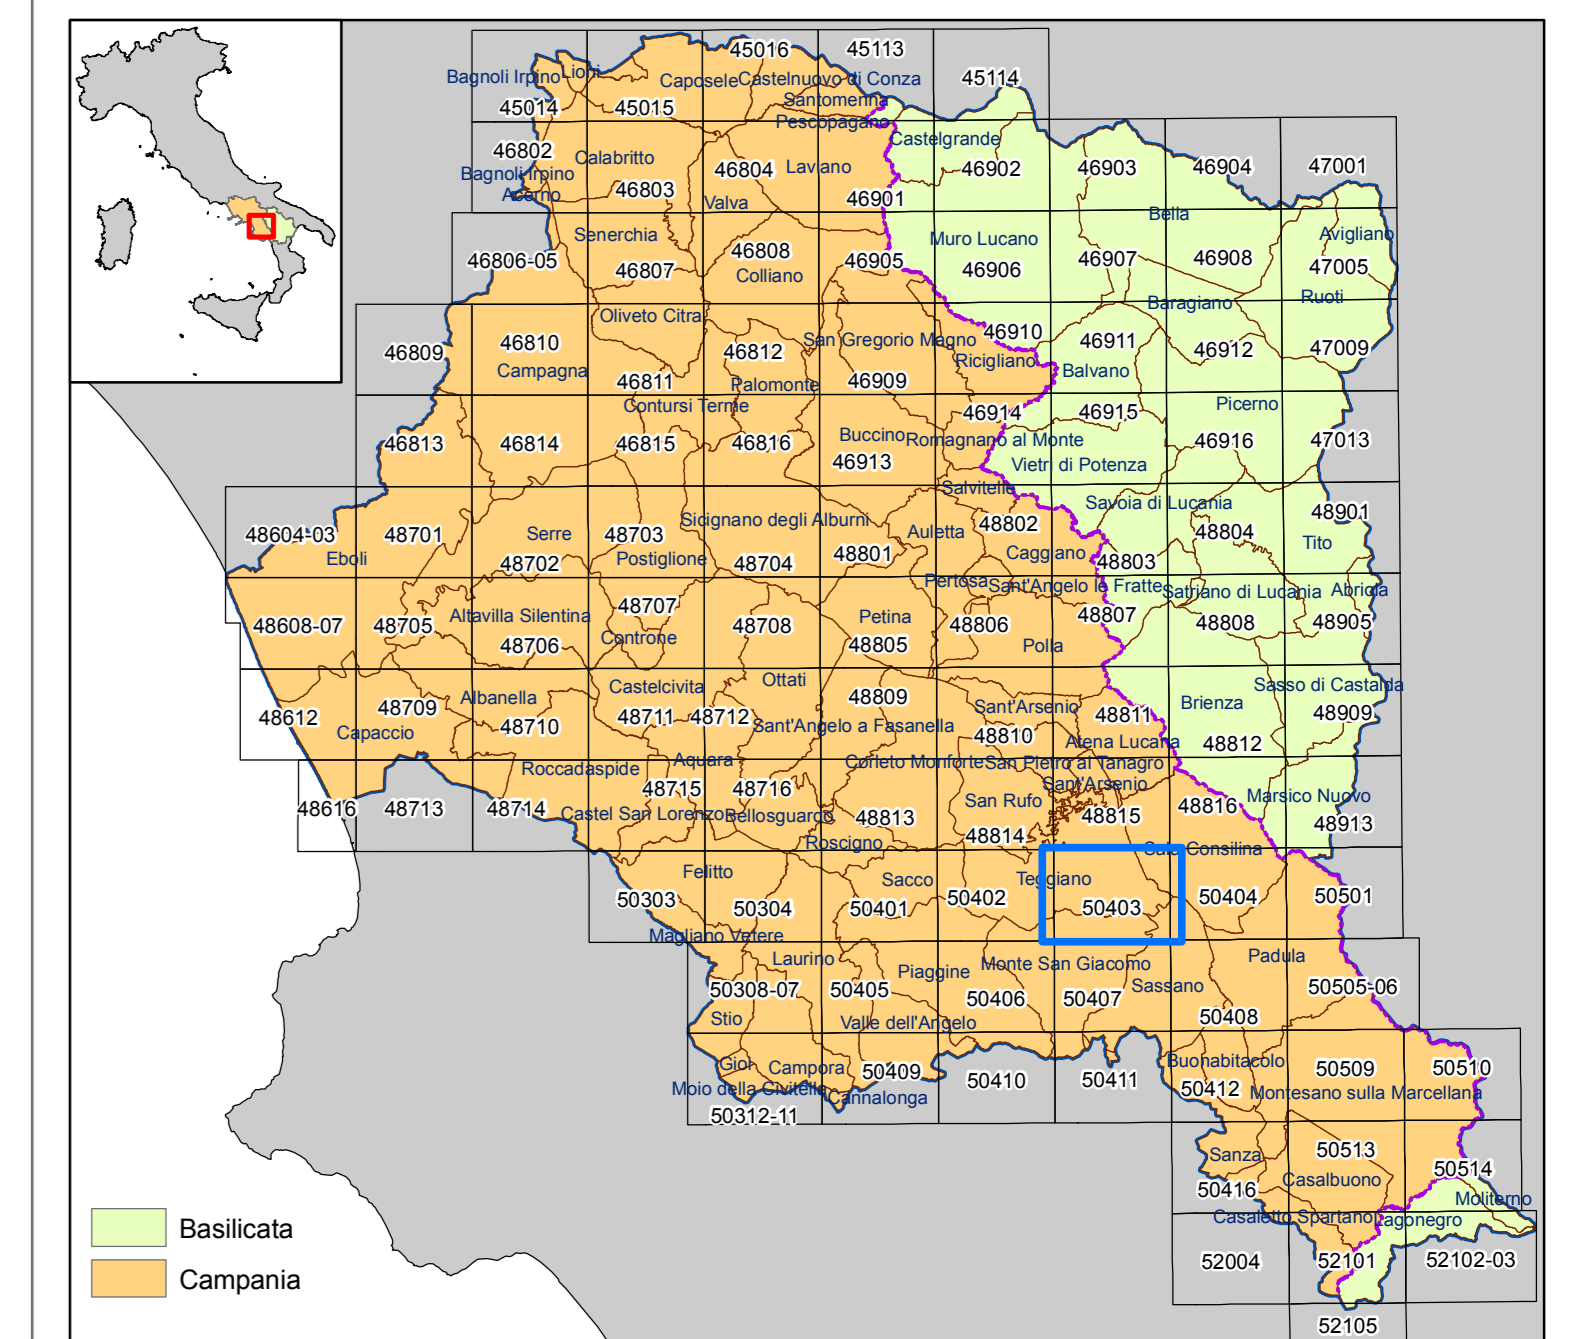 45016
45113
Bagnoli Irpino
Lioni
Caposele
Castelnuovo di Conza
45114
45014
45015
Santomenna
Pescopagano
Castelgrande
46802
Calabritto
46804
Laviano
46902
46903
46904
47001
Bagnoli Irpino
Acerno
46803
Valva
46901
Bella
Senerchia
Muro Lucano
Avigliano
46806-05
46807
46808
Colliano
46905
46906
46907
46908
47005
Oliveto Citra
Baragiano
Ruoti
46809
46810
Campagna
46812
San Gregorio Magno
46910
Ricigliano
46911
46912
47009
46811
Palomonte
46909
Balvano
Contursi Terme
46914
46915
Picerno
46813
46814
46815
46816
Buccino
46913
Romagnano al Monte
46916
47013
Vietri di Potenza
Salvitelle
Savoia di Lucania
48604-03
Eboli
48701
Serre
48702
48703
Postiglione
Sicignano degli Alburni
48704
48801
Auletta
48802
Caggiano
48803
48804
48901
Tito
Pertosa
Sant'Angelo le Fratte
Satriano di Lucania
Abriola
48608-07
48705
Altavilla Silentina
48706
48707
Controne
48708
Petina
48805
48806
48807
48808
48905
Polla
48612
48709
Capaccio
Albanella
48710
Castelcivita
48711
Ottati
48712
Sant'Angelo a Fasanella
48809
Sant'Arsenio
48810
48811
Atena Lucana
Brienza
48812
Sasso di Castalda
48909
Roccadaspide
Aquara
Corleto Monforte
San Pietro al Tanagro
Sant'Arsenio
48616
48713
48714
48715
Castel San Lorenzo
48716
Bellosguardo
48813
Roscigno
San Rufo
48814
48815
48816
Marsico Nuovo
48913
Sala Consilina
Felitto
50303
50304
Sacco
50401
50402
Teggiano
50403
50404
50501
Magliano Vetere
Laurino
Piaggine
Monte San Giacomo
Sassano
Padula
50308-07
50405
50406
50407
50408
50505-06
Stio
Valle dell'Angelo
Gioi
Campora
50409
50410
50411
Buonabitacolo
50412
50509
50510
Montesano sulla Marcellana
Moio della Civitella
Cannalonga
50312-11
Sanza
50513
50514
50416
Casalbuono
Moliterno
Casaletto Spartano
Lagonegro
52004
52101
52102-03
52105
Basilicata
Campania